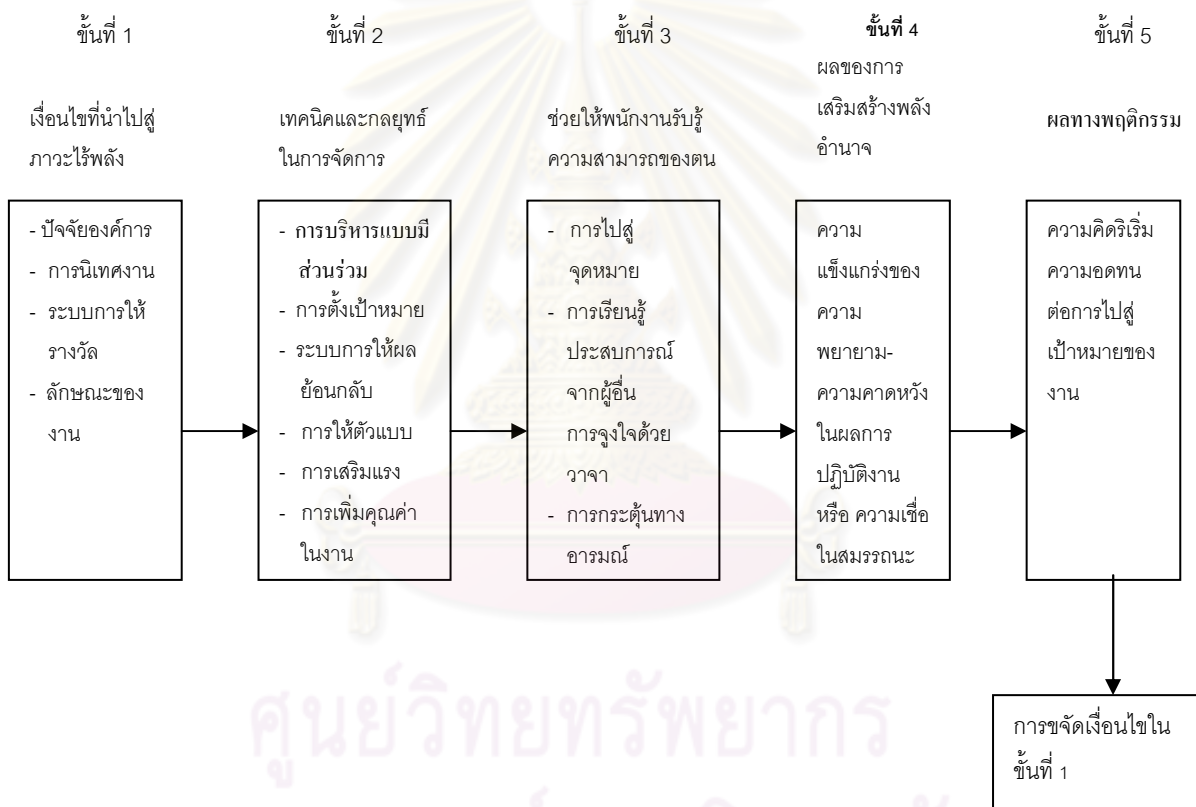 ขั้นที่ 1
เงื่อนไขที่นำไปสู่
ภาวะไร้พลัง
- ปัจจัยองค์การ
- การนิเทศงาน
- ระบบการให้
รางวัล
- ลักษณะของ
งาน
ขั้นที่ 2
เทคนิคและกลยุทธ์
ในการจัดการ
- การบริหารแบบมี
ส่วนร่วม
- การตั้งเป้าหมาย
- ระบบการให้ผล
ย้อนกลับ
- การให้ตัวแบบ
- การเสริมแรง
- การเพิ่มคุณค่า
ในงาน
ขั้นที่ 3
ช่วยให้พนักงานรับรู้
ความสามารถของตน
- การไปสู่
จุดหมาย
- การเรียนรู้
ประสบการณ์
จากผู้อื่น
การจูงใจด้วย
วาจา
- การกระตุ้นทาง
อารมณ์
ขั้นที่ 4
ผลของการ
เสริมสร้างพลัง
อำนาจ
ความ
แข็งแกร่งของ
ความ
พยายาม-
ความคาดหวัง
ในผลการ
ปฏิบัติงาน
หรือ ความเชื่อ
ในสมรรถนะ
ขั้นที่ 5
ผลทางพฤติกรรม
ความคิดริเริ่ม
ความอดทน
ต่อการไปสู่
เป้าหมายของ
งาน
การขจัดเงื่อนไขใน
ขั้นที่ 1
ศูนย์วิทยทรัพยากร